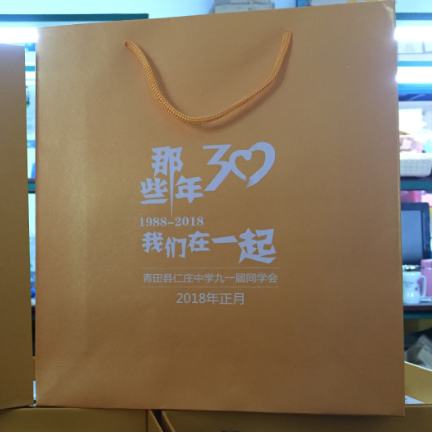 那些年30
1988-2018
我们在一起
青田县仁庄中学九一届同学会
2018年正月